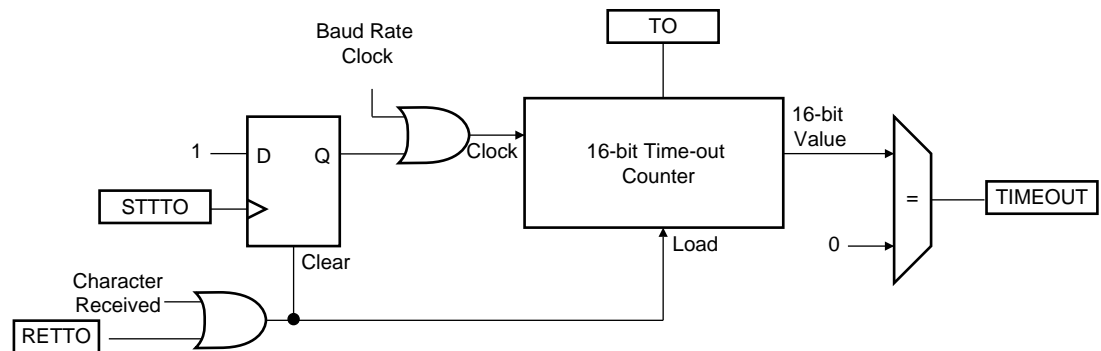 TO
Baud Rate
Clock
16-bit
Value
1
D
Q
Clock
16-bit Time-out
Counter
STTTO
=
TIMEOUT
Clear
Load
0
Character
Received
RETTO